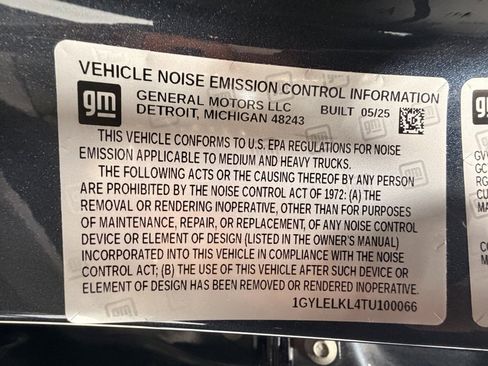 VEHICLE NOISE EMISSION CONTROL INFORMATION
gm GENERAL MOTORS LLC BUILT 05/25
DETROIT, MICHIGAN 48243
THIS VEHICLE CONFORMS TO U.S. EPA REGULATIONS FOR NOISE
EMISSION APPLICABLE TO MEDIUM AND HEAVY TRUCKS.
THE FOLLOWING ACTS OR THE CAUSING THEREOF BY ANY PERSON
ARE PROHIBITED BY THE NOISE CONTROL ACT OF 1972: (A) THE
REMOVAL OR RENDERING INOPERATIVE, OTHER THAN FOR PURPOSES
OF MAINTENANCE, REPAIR, OR REPLACEMENT, OF ANY NOISE CONTROL
DEVICE OR ELEMENT OF DESIGN (LISTED IN THE OWNER'S MANUAL)
INCORPORATED INTO THIS VEHICLE IN COMPLIANCE WITH THE NOISE
CONTROL ACT; (B) THE USE OF THIS VEHICLE AFTER SUCH DEVICE OR
ELEMENT OF DESIGN HAS BEEN REMOVED OR RENDERED INOPERATIVE.
1GYLELKL4TU100066
gm